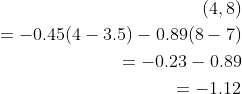 (4, 8)
= −0.45(4 − 3.5) − 0.89(8 − 7)
= −0.23 − 0.89
= −1.12